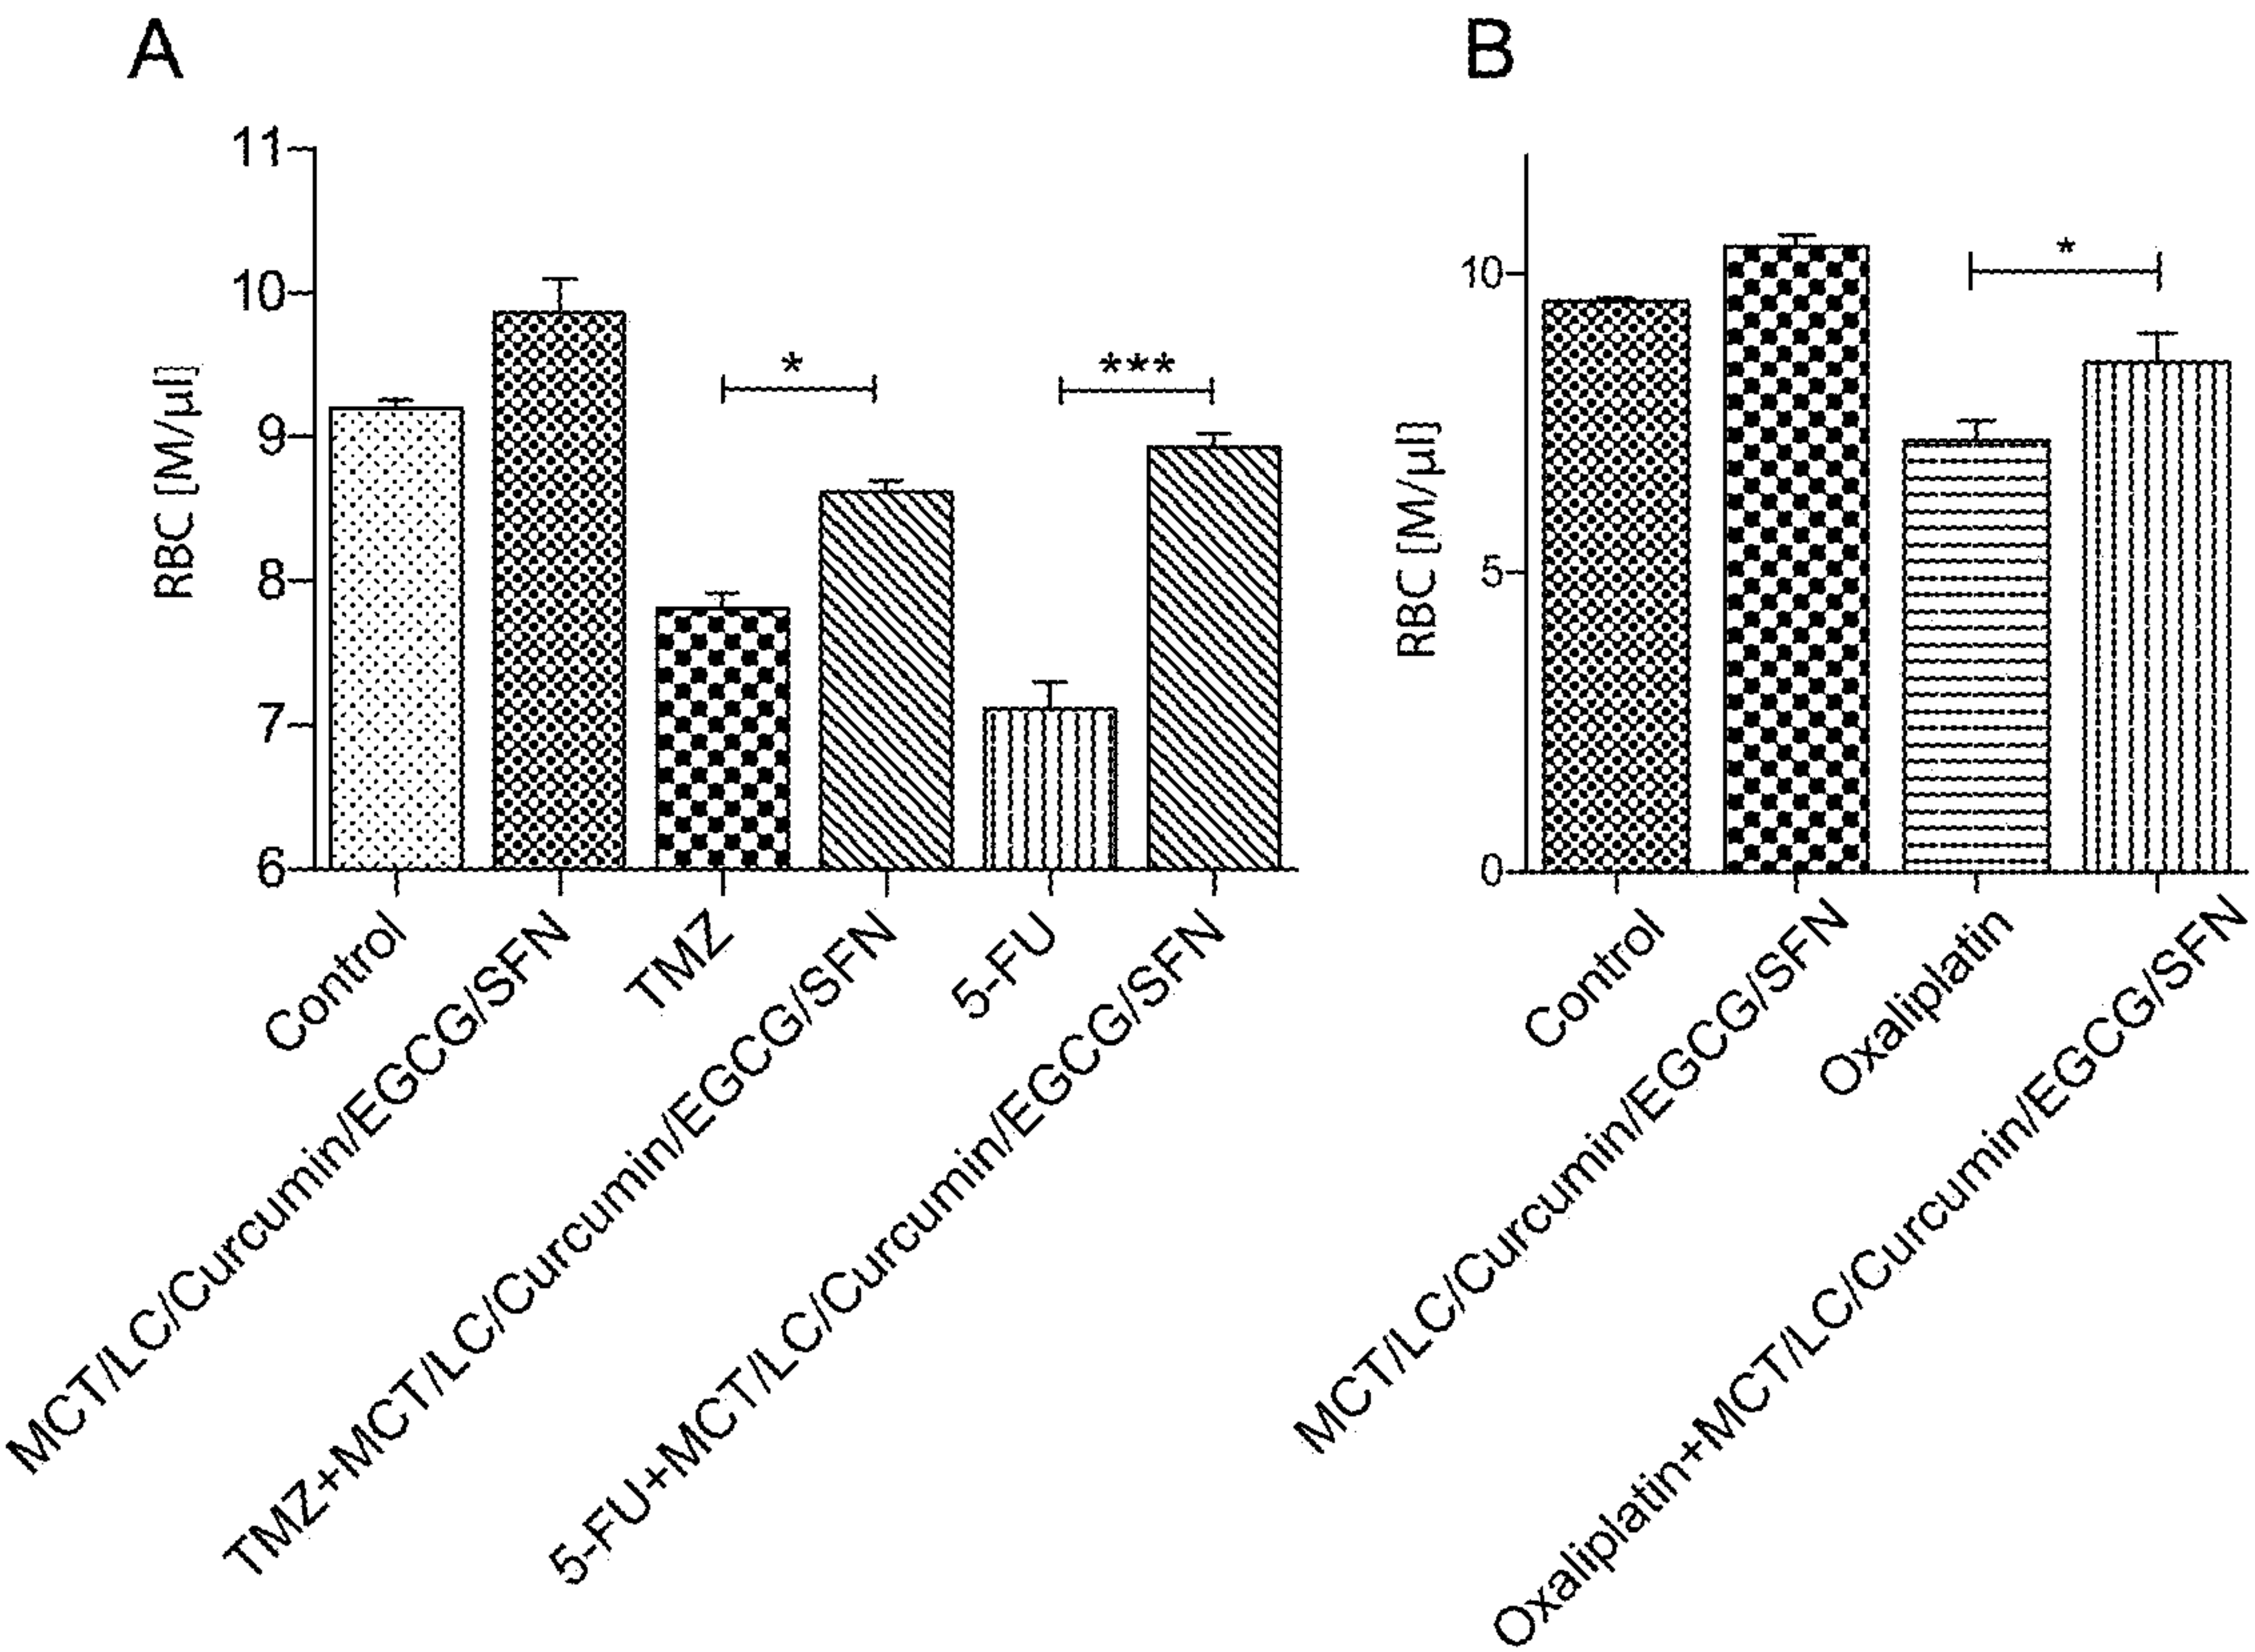 A
RBC [M/µl]
11
10
9
8
7
6
*
***
Control
MCT/LC/Curcumin/EGCG/SFN
TMZ
TMZ+MCT/LC/Curcumin/EGCG/SFN
5-FU
5-FU+MCT/LC/Curcumin/EGCG/SFN
B
RBC [M/µl]
10
5
0
*
Control
MCT/LC/Curcumin/EGCG/SFN
Oxaliplatin
Oxaliplatin+MCT/LC/Curcumin/EGCG/SFN